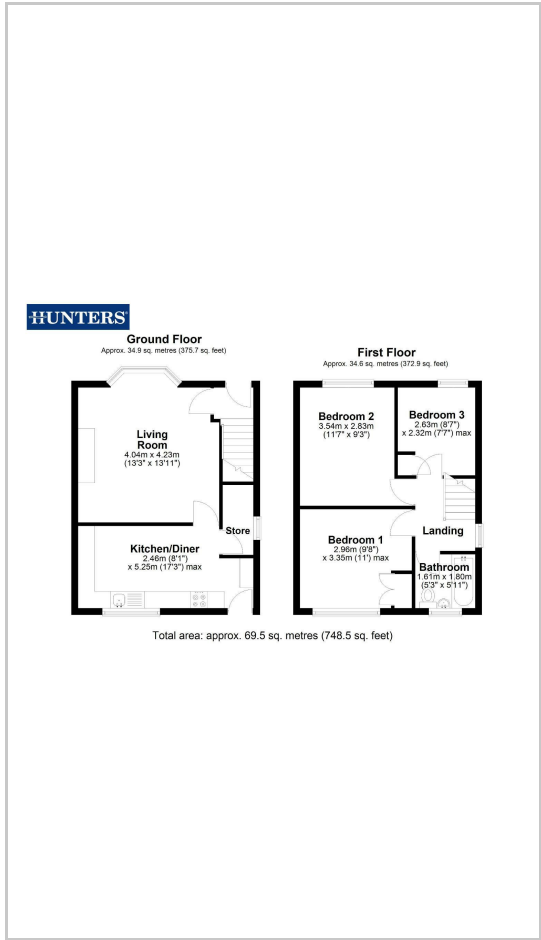 HUNTERS
Ground Floor
Approx. 34.9 sq. metres (375.7 sq. feet)
Living
Room
4.04m x 4.23m
(13'3" x 13'11")
Store
Kitchen/Diner
2.46m (8'1")
x 5.25m (17'3") max
First Floor
Approx. 34.6 sq. metres (372.9 sq. feet)
Bedroom 2
3.54m x 2.83m
(11'7" x 9'3")
Bedroom 3
2.63m (8'7")
x 2.32m (7'7") max
Landing
Bedroom 1
2.96m (9'8")
x 3.35m (11') max
Bathroom
1.61m x 1.80m
(5'3" x 5'11")
Total area: approx. 69.5 sq. metres (748.5 sq. feet)